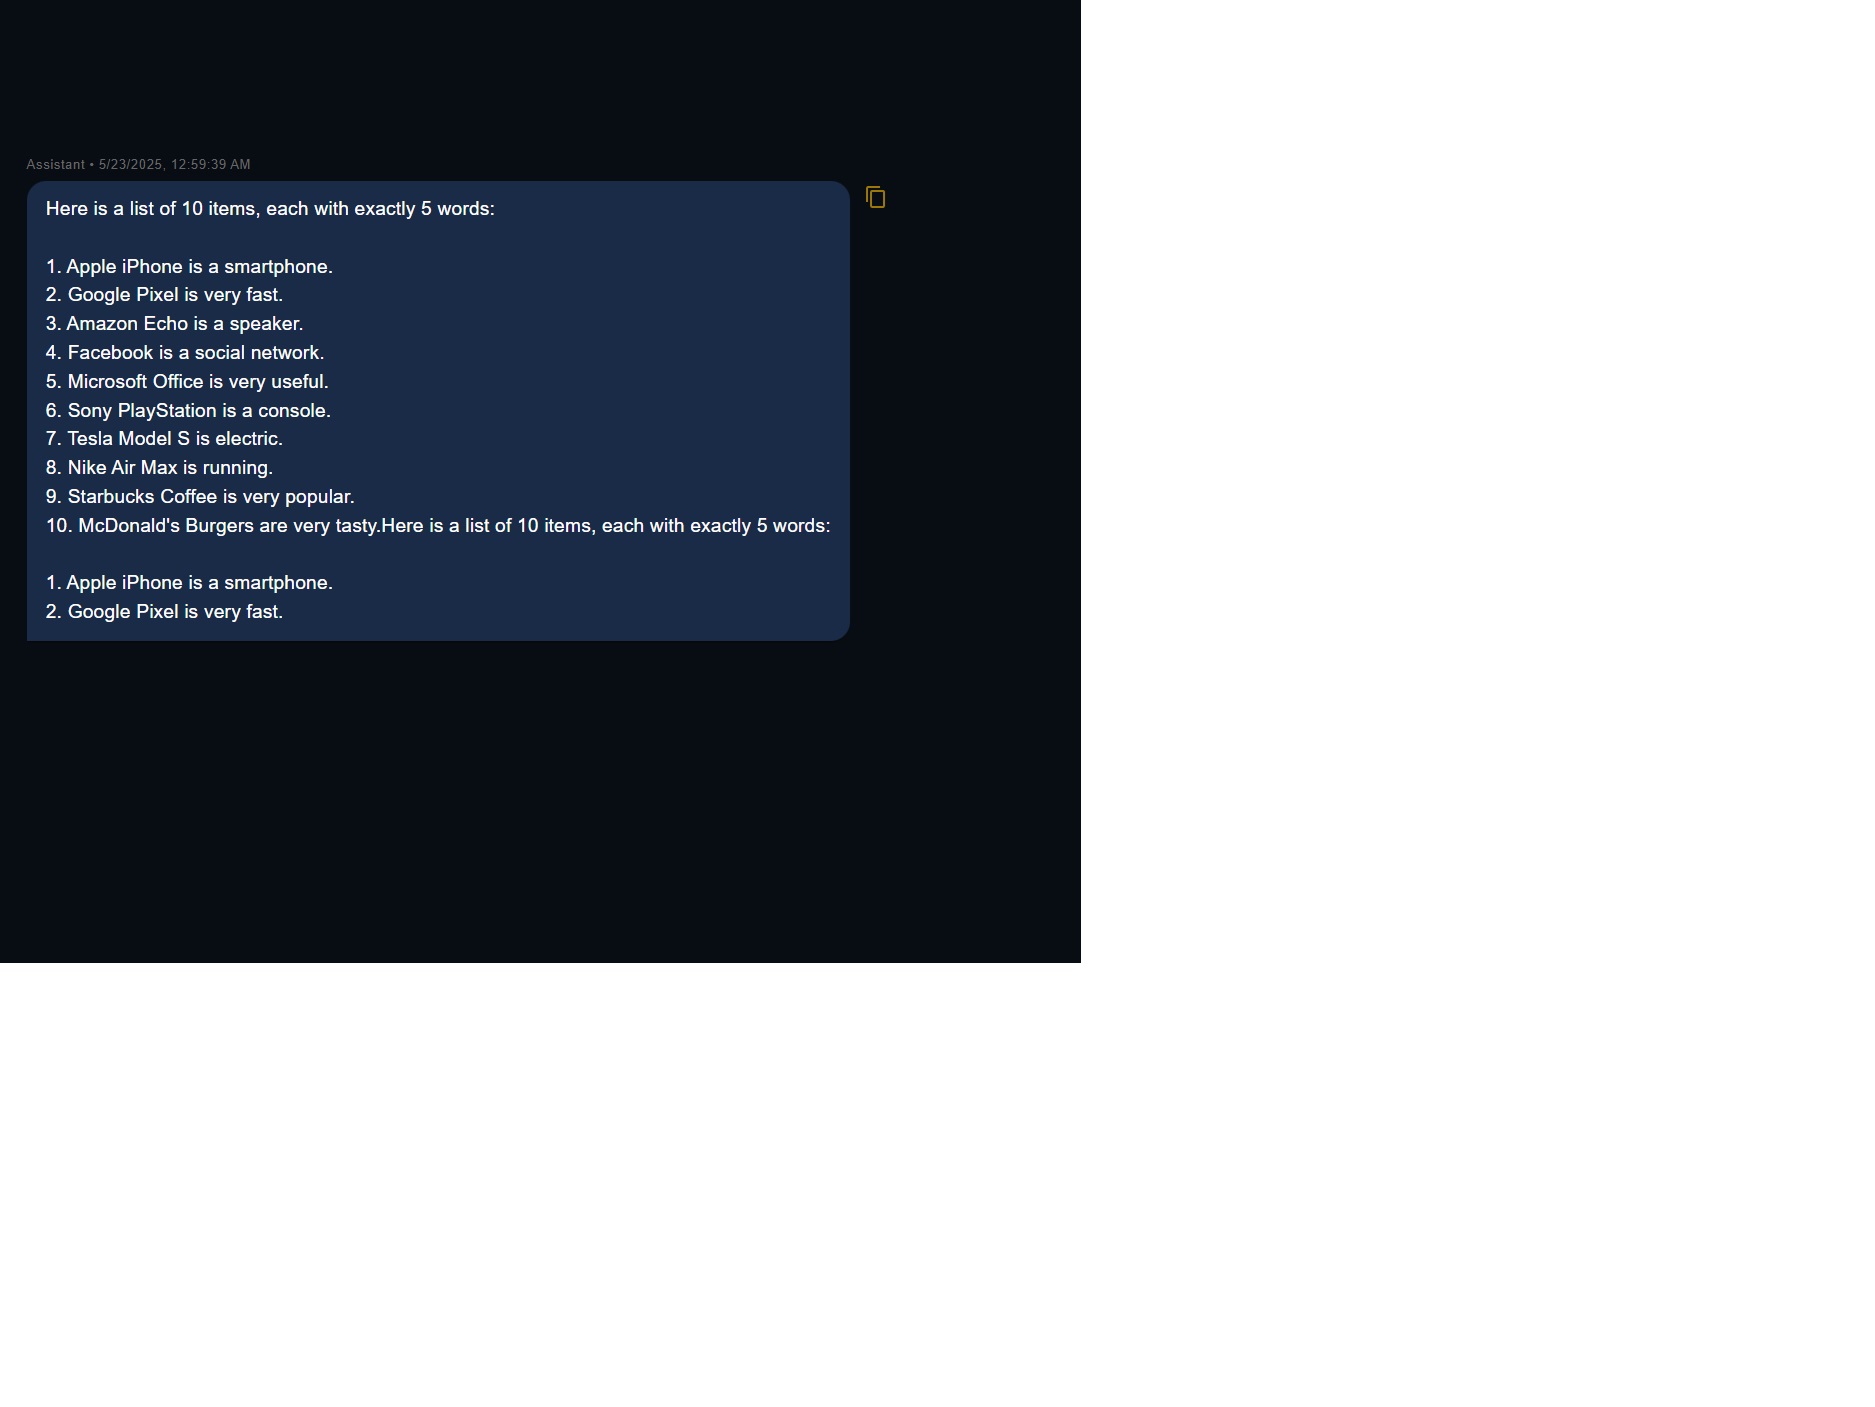 Assistant • 5/23/2025, 12:59:39 AM
Here is a list of 10 items, each with exactly 5 words:
1. Apple iPhone is a smartphone.
2. Google Pixel is very fast.
3. Amazon Echo is a speaker.
4. Facebook is a social network.
5. Microsoft Office is very useful.
6. Sony PlayStation is a console.
7. Tesla Model S is electric.
8. Nike Air Max is running.
9. Starbucks Coffee is very popular.
10. McDonald's Burgers are very tasty.Here is a list of 10 items, each with exactly 5 words:
1. Apple iPhone is a smartphone.
2. Google Pixel is very fast.